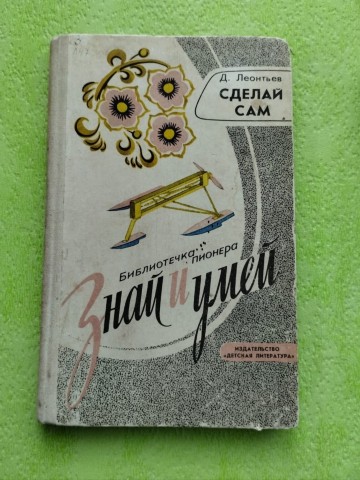 Д. Леонтьев
СДЕЛАЙ
САМ
Библиотечка
пионера
Знай и умей
ИЗДАТЕЛЬСТВО
«ДЕТСКАЯ ЛИТЕРАТУРА»